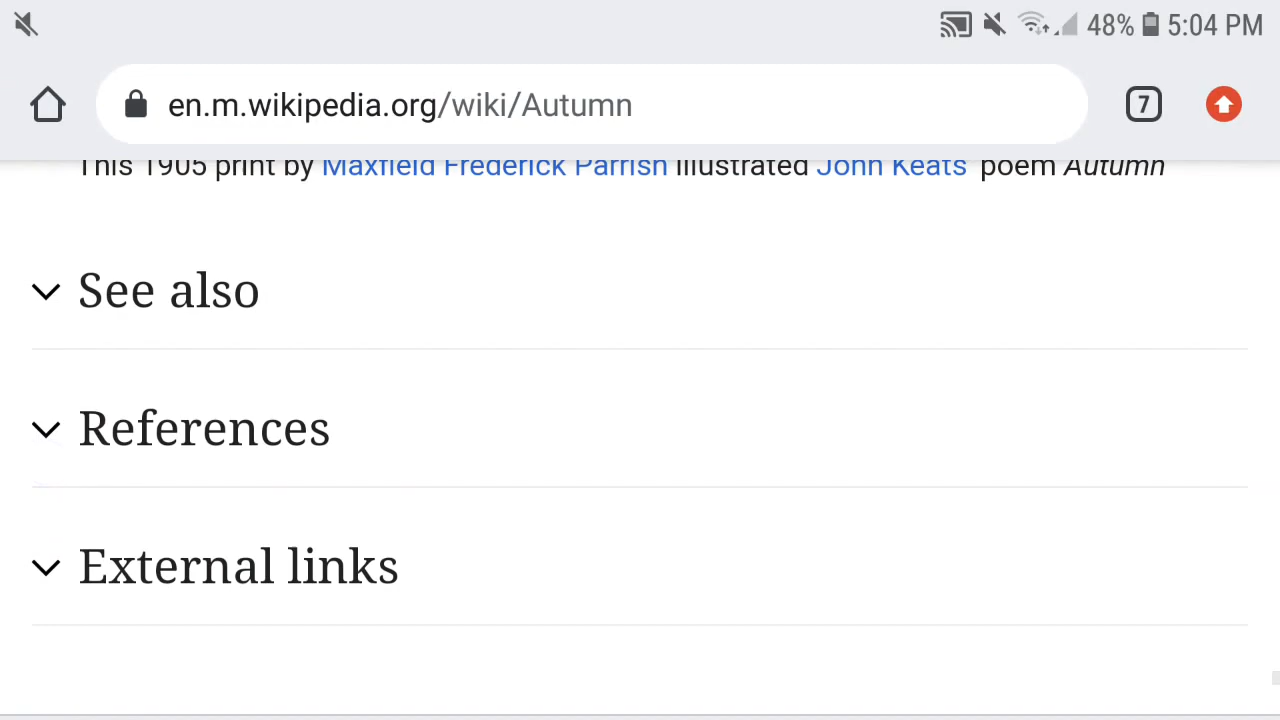 48% 5:04 PM
en.m.wikipedia.org/wiki/Autumn
7
This 1905 print by Maxfield Frederick Parrish illustrated John Keats' poem Autumn
See also
References
External links